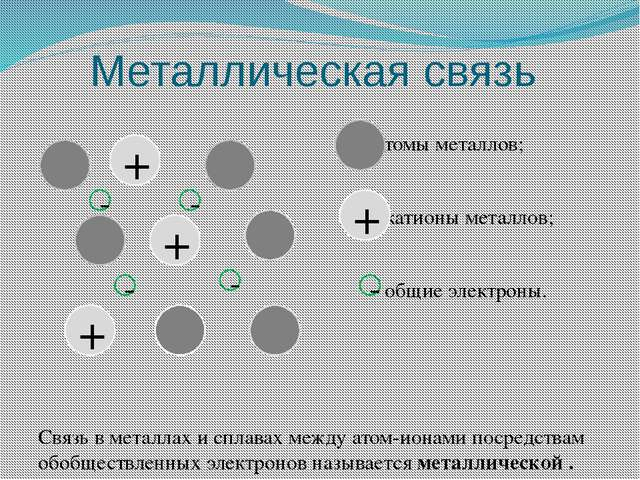 Металлическая связь
+
томы металлов;
- -
+
+ катионы металлов;
- -
- общие электроны.
+
Связь в металлах и сплавах между атом-ионами посредствам
обобществленных электронов называется металлической .